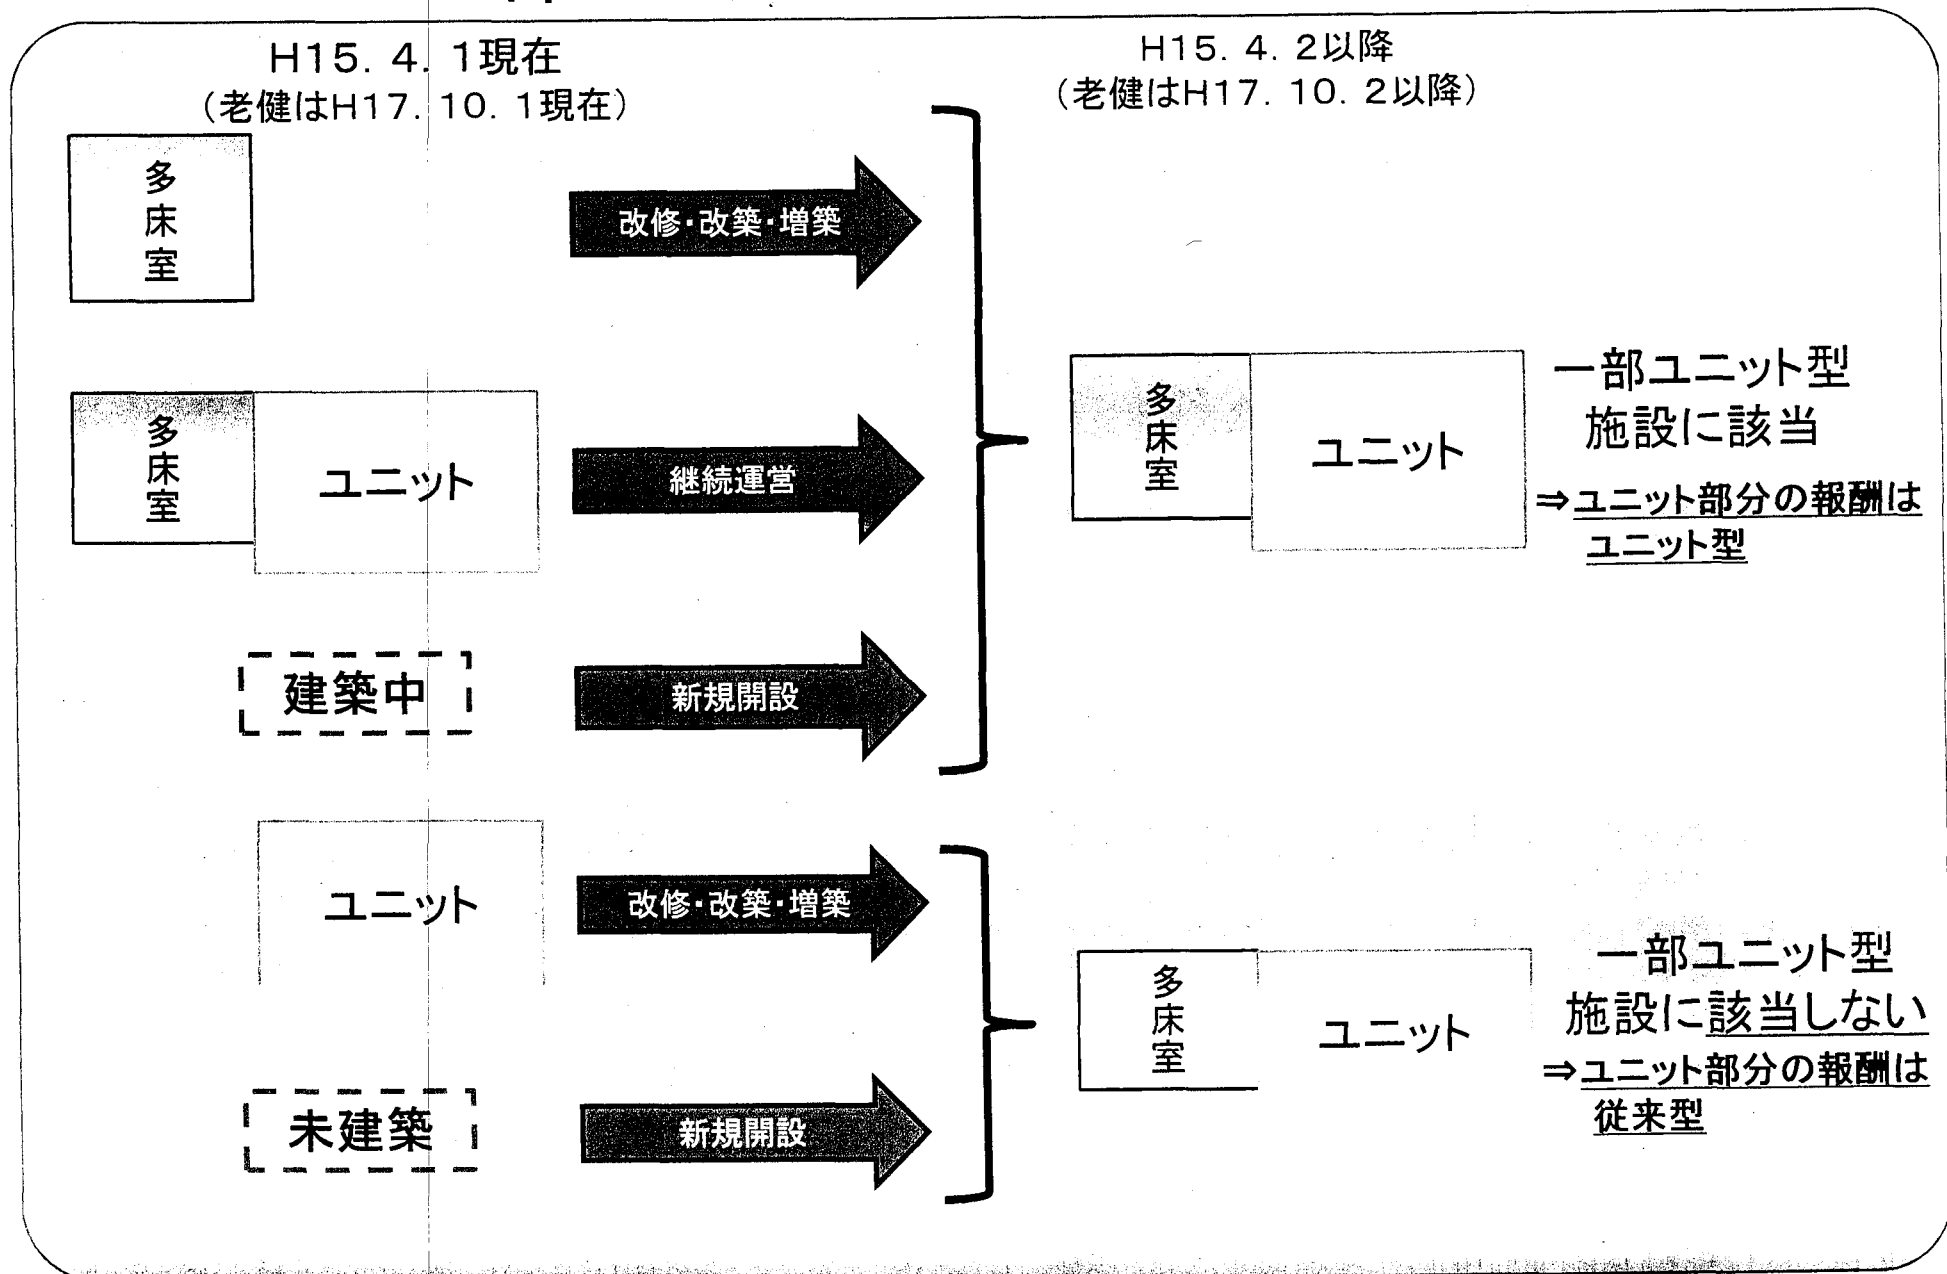 H15.4.1現在
(老健はH17.10.1現在)
H15.4.2以降
(老健はH17.10.2以降)
多床室
改修・改築・増築
多床室
ユニット
継続運営
建築中
新規開設
多床室
ユニット
一部ユニット型
施設に該当
⇒ユニット部分の報酬は
ユニット型
ユニット
改修・改築・増築
未建築
新規開設
多床室
ユニット
一部ユニット型
施設に該当しない
⇒ユニット部分の報酬は
従来型